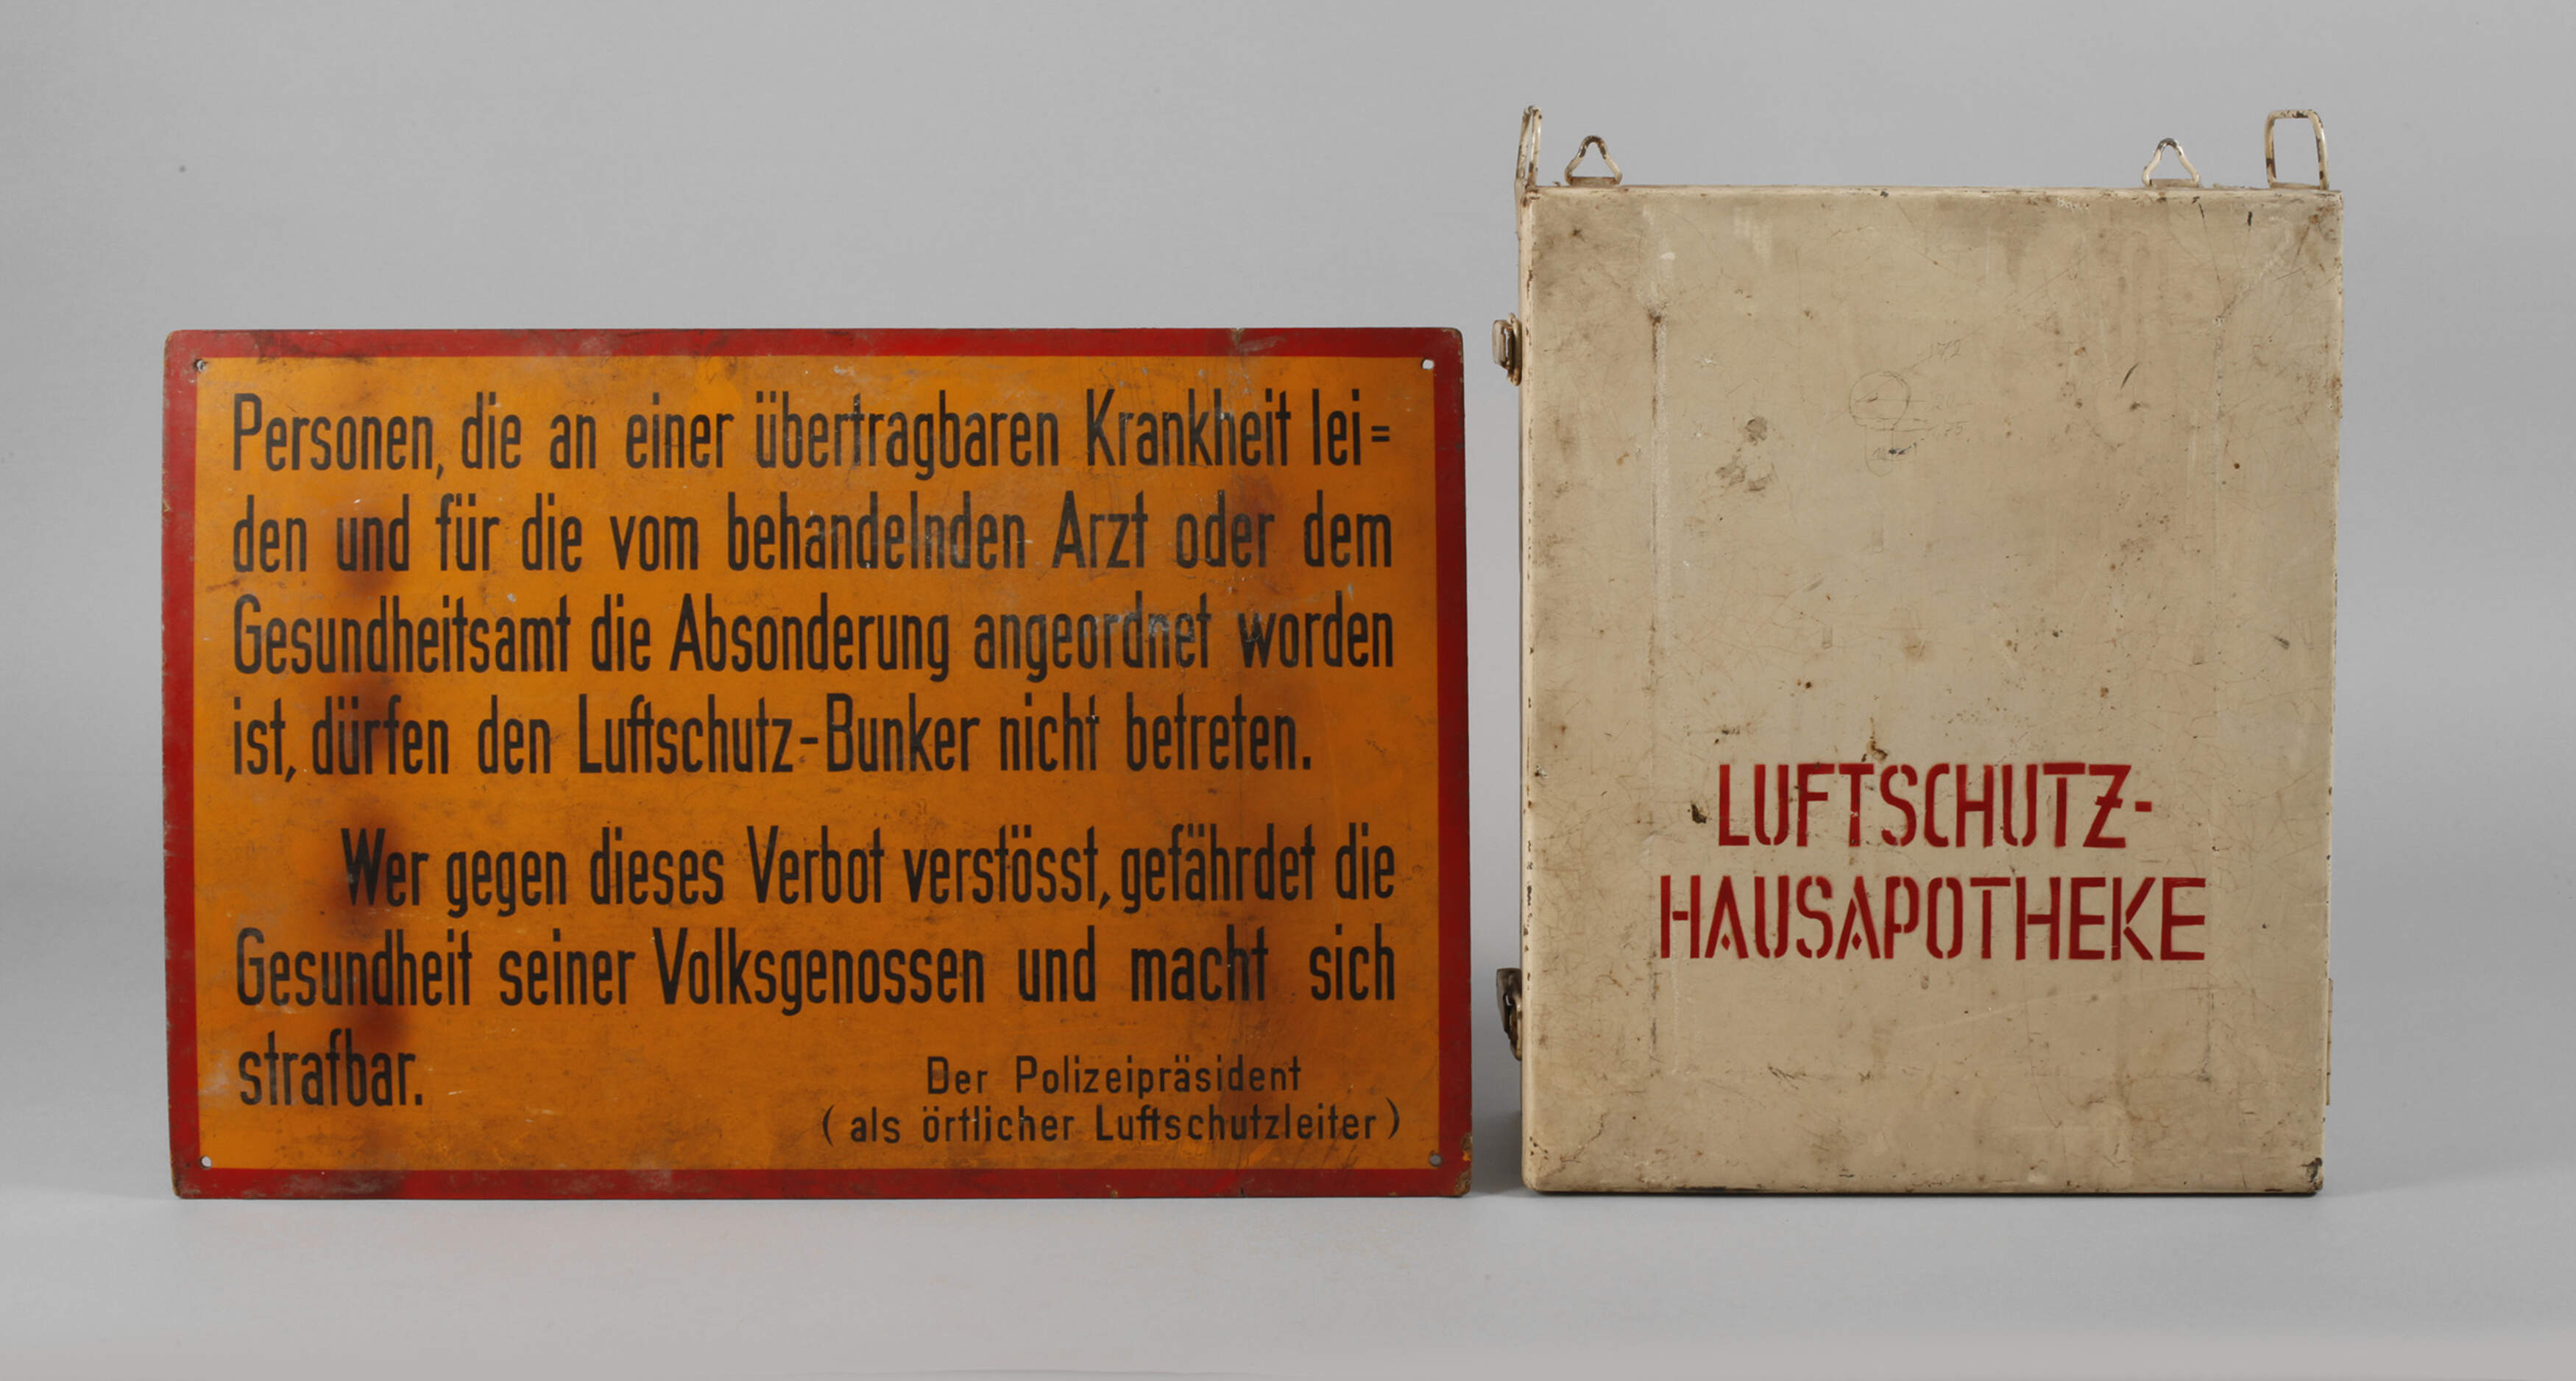 Personen, die an einer übertragbaren Krankheit lei=
den und für die vom behandelnden Arzt oder dem
Gesundheitsamt die Absonderung angeordnet worden
ist, dürfen den Luftschutz-Bunker nicht betreten.
Wer gegen dieses Verbot verstösst, gefährdet die
Gesundheit seiner Volksgenossen und macht sich
strafbar.
Der Polizeipräsident
( als örtlicher Luftschutzleiter )
LUFTSCHUTZ-
HAUSAPOTHEKE